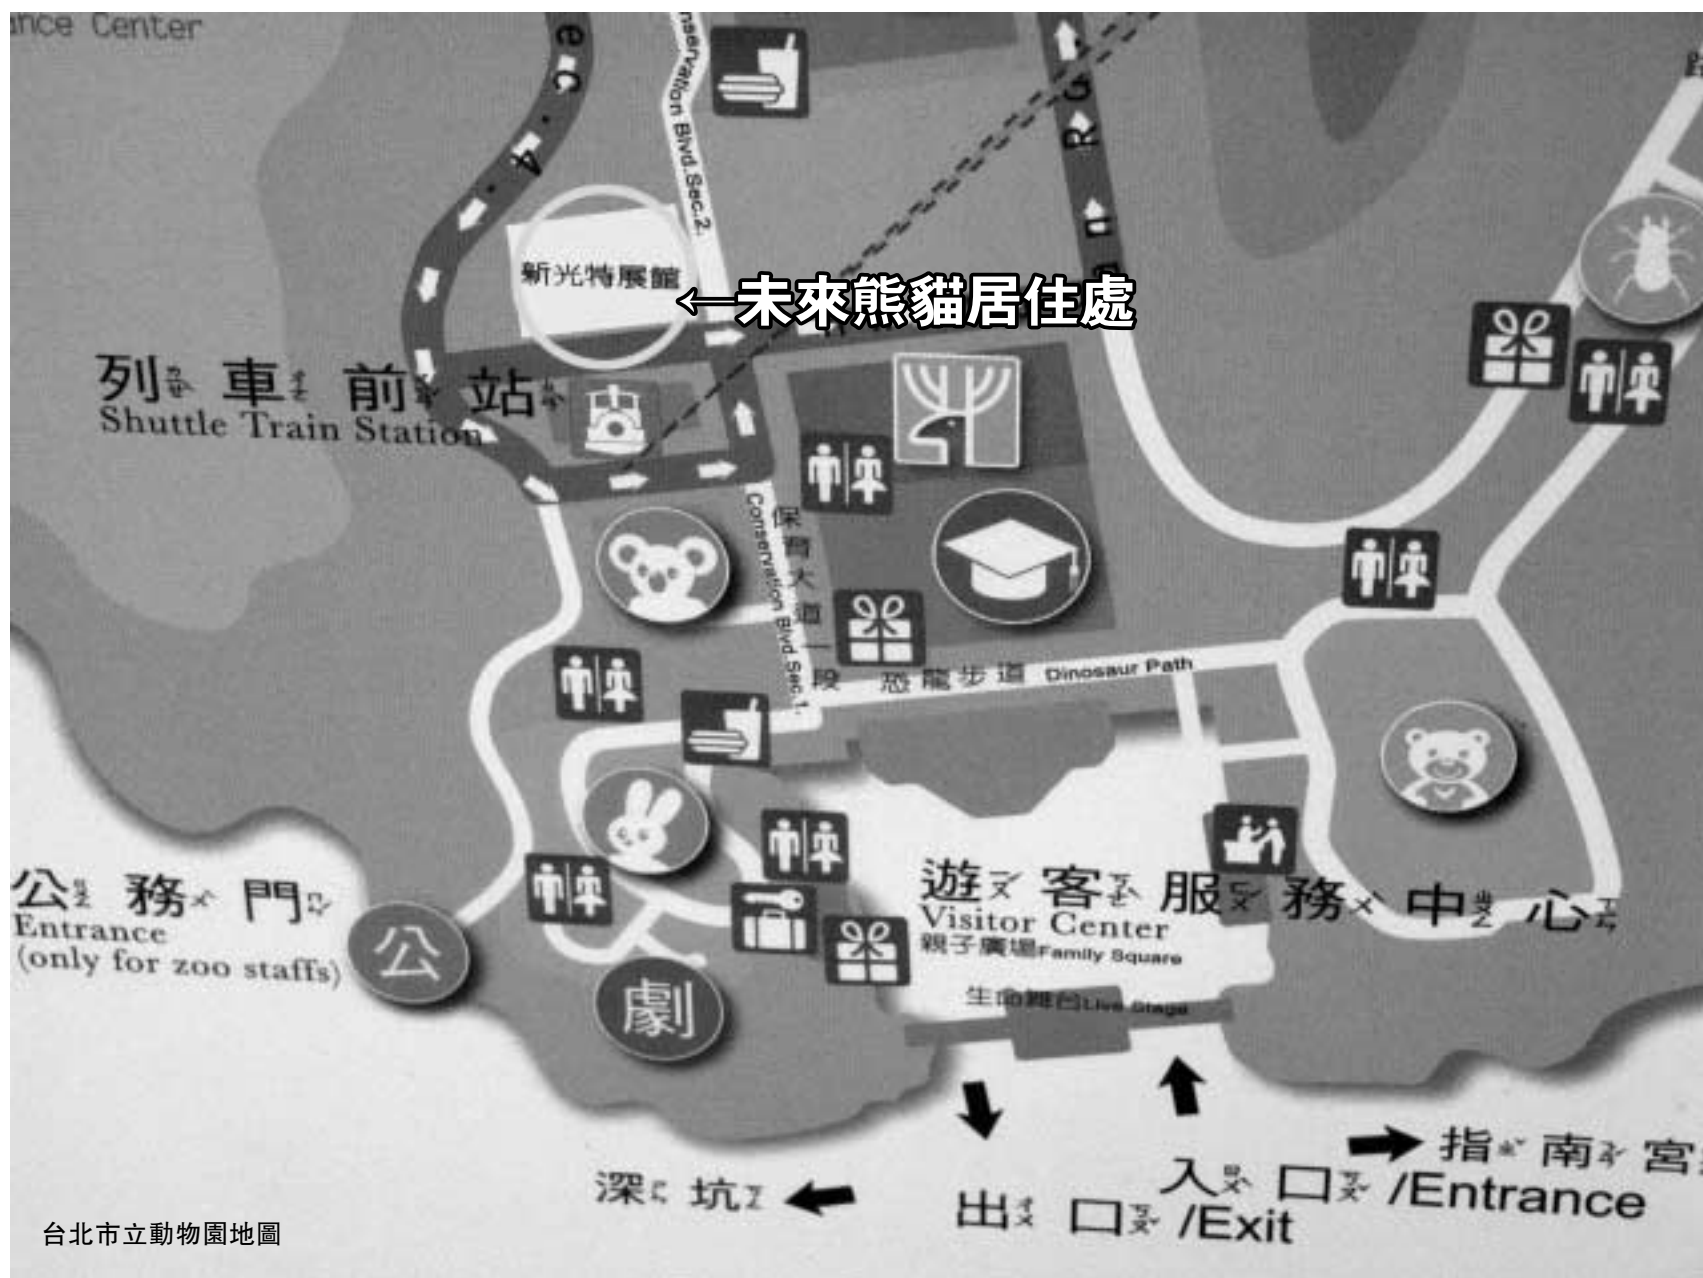 ance Center
ec.4.
nservation Blvd.Sec.2.
新光特展館
←未來熊貓居住處
列車前站
Shuttle Train Station
保育大道一段
Conservation Blvd.Sec.1.
恐龍步道 Dinosaur Path
公務門
Entrance
(only for zoo staffs)
公
劇
遊客服務中心
Visitor Center
親子廣場Family Square
生命舞台Live Stage
指南宮
入口/Entrance
深坑
出口/Exit
台北市立動物園地圖